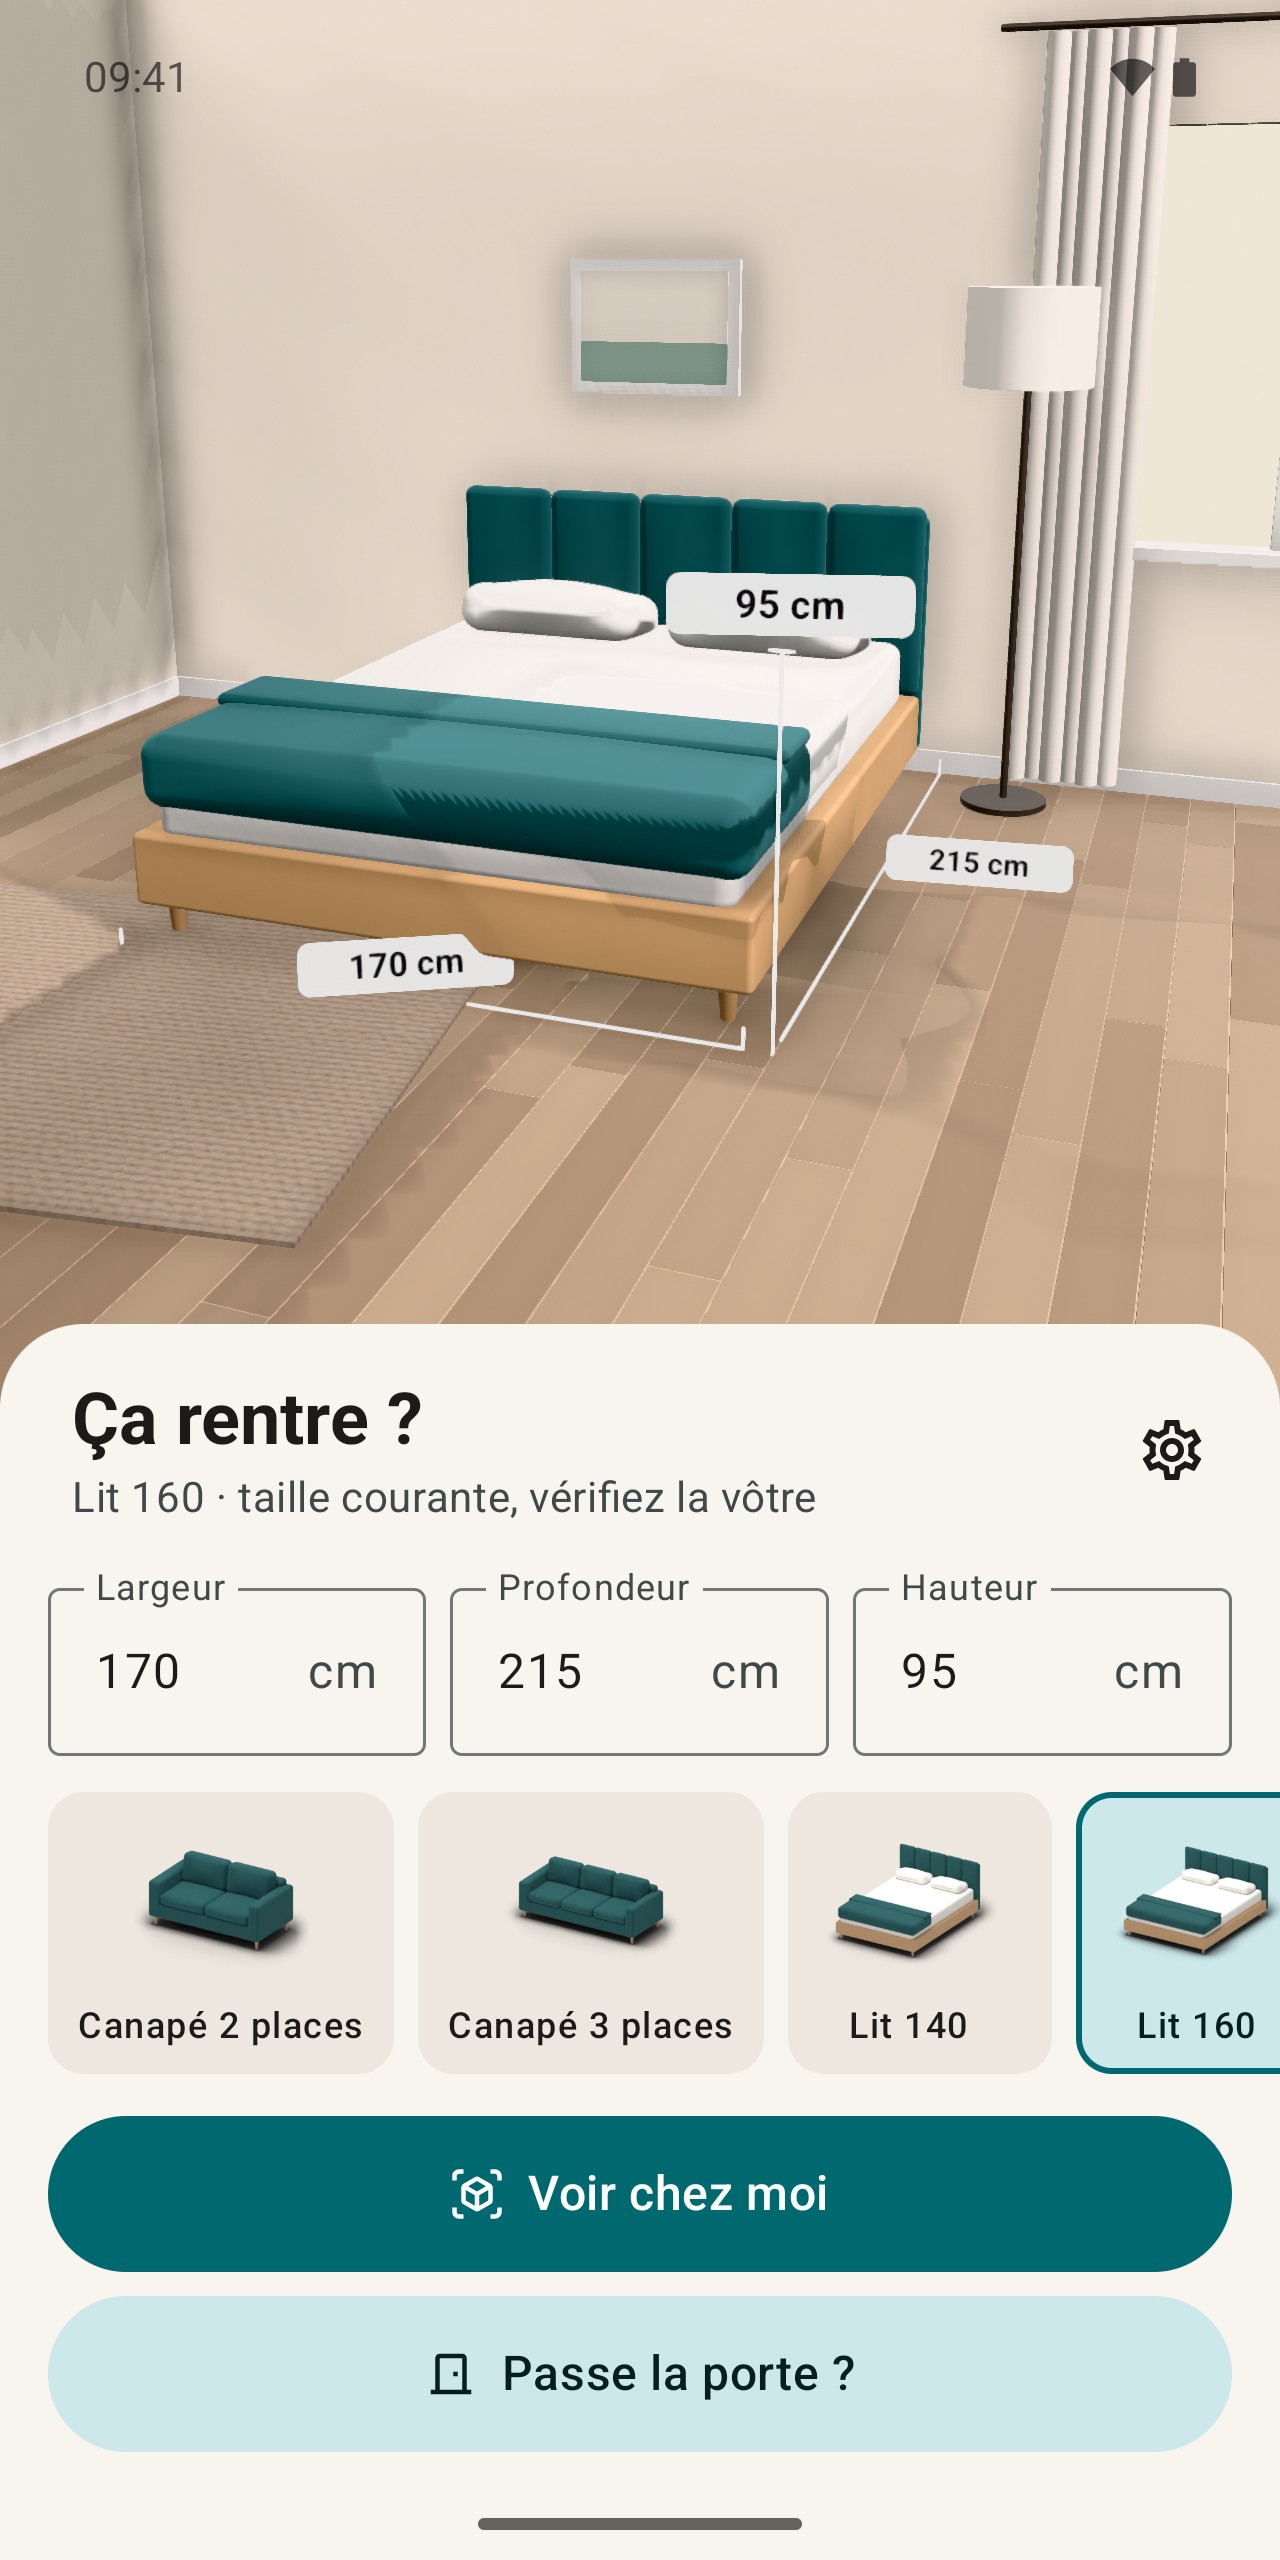 09:41
95 cm
215 cm
170 cm
Ça rentre ?
Lit 160 · taille courante, vérifiez la vôtre
Largeur Profondeur Hauteur
170 cm 215 cm 95 cm
Canapé 2 places Canapé 3 places Lit 140 Lit 160
Voir chez moi
Passe la porte ?